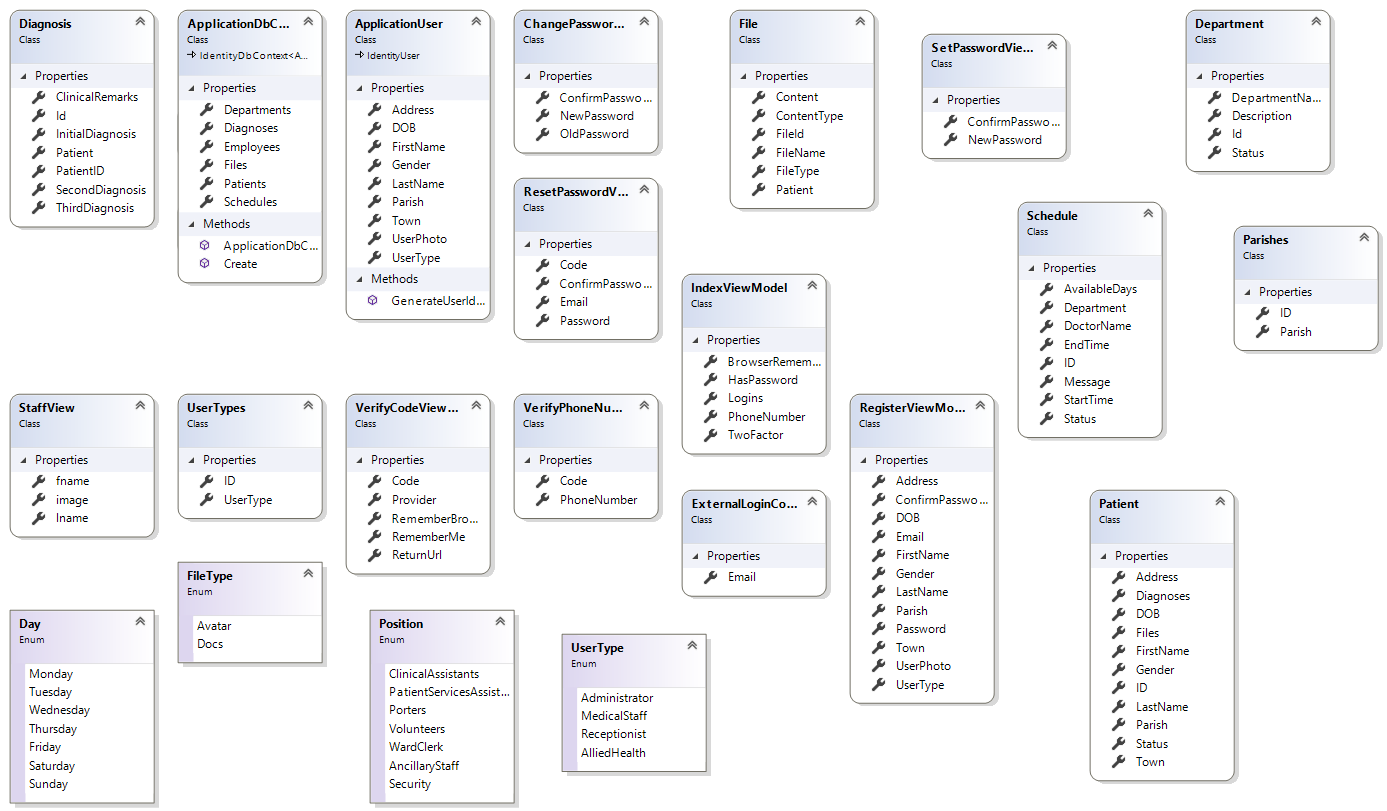 Diagnosis
Class
Properties
ClinicalRemarks
Id
InitialDiagnosis
Patient
PatientID
SecondDiagnosis
ThirdDiagnosis
ApplicationDbC...
Class
IdentityDbContext<A...
Properties
Departments
Diagnoses
Employees
Files
Patients
Schedules
Methods
ApplicationDbC...
Create
ApplicationUser
Class
IdentityUser
Properties
Address
DOB
FirstName
Gender
LastName
Parish
Town
UserPhoto
UserType
Methods
GenerateUserId...
ChangePasswor...
Class
Properties
ConfirmPasswo...
NewPassword
OldPassword
ResetPasswordV...
Class
Properties
Code
ConfirmPasswo...
Email
Password
File
Class
Properties
Content
ContentType
FileId
FileName
FileType
Patient
SetPasswordVie...
Class
Properties
ConfirmPasswo...
NewPassword
Department
Class
Properties
DepartmentNa...
Description
Id
Status
Schedule
Class
Properties
AvailableDays
Department
DoctorName
EndTime
ID
Message
StartTime
Status
Parishes
Class
Properties
ID
Parish
IndexViewModel
Class
Properties
BrowserRemem...
HasPassword
Logins
PhoneNumber
TwoFactor
StaffView
Class
Properties
fname
image
lname
UserTypes
Class
Properties
ID
UserType
VerifyCodeView...
Class
Properties
Code
Provider
RememberBro...
RememberMe
ReturnUrl
VerifyPhoneNu...
Class
Properties
Code
PhoneNumber
RegisterViewMo...
Class
Properties
Address
ConfirmPasswo...
DOB
Email
FirstName
Gender
LastName
Parish
Password
Town
UserPhoto
UserType
ExternalLoginCo...
Class
Properties
Email
Patient
Class
Properties
Address
Diagnoses
DOB
Files
FirstName
Gender
ID
LastName
Parish
Status
Town
FileType
Enum
Avatar
Docs
Day
Enum
Monday
Tuesday
Wednesday
Thursday
Friday
Saturday
Sunday
Position
Enum
ClinicalAssistants
PatientServicesAssist...
Porters
Volunteers
WardClerk
AncillaryStaff
Security
UserType
Enum
Administrator
MedicalStaff
Receptionist
AlliedHealth